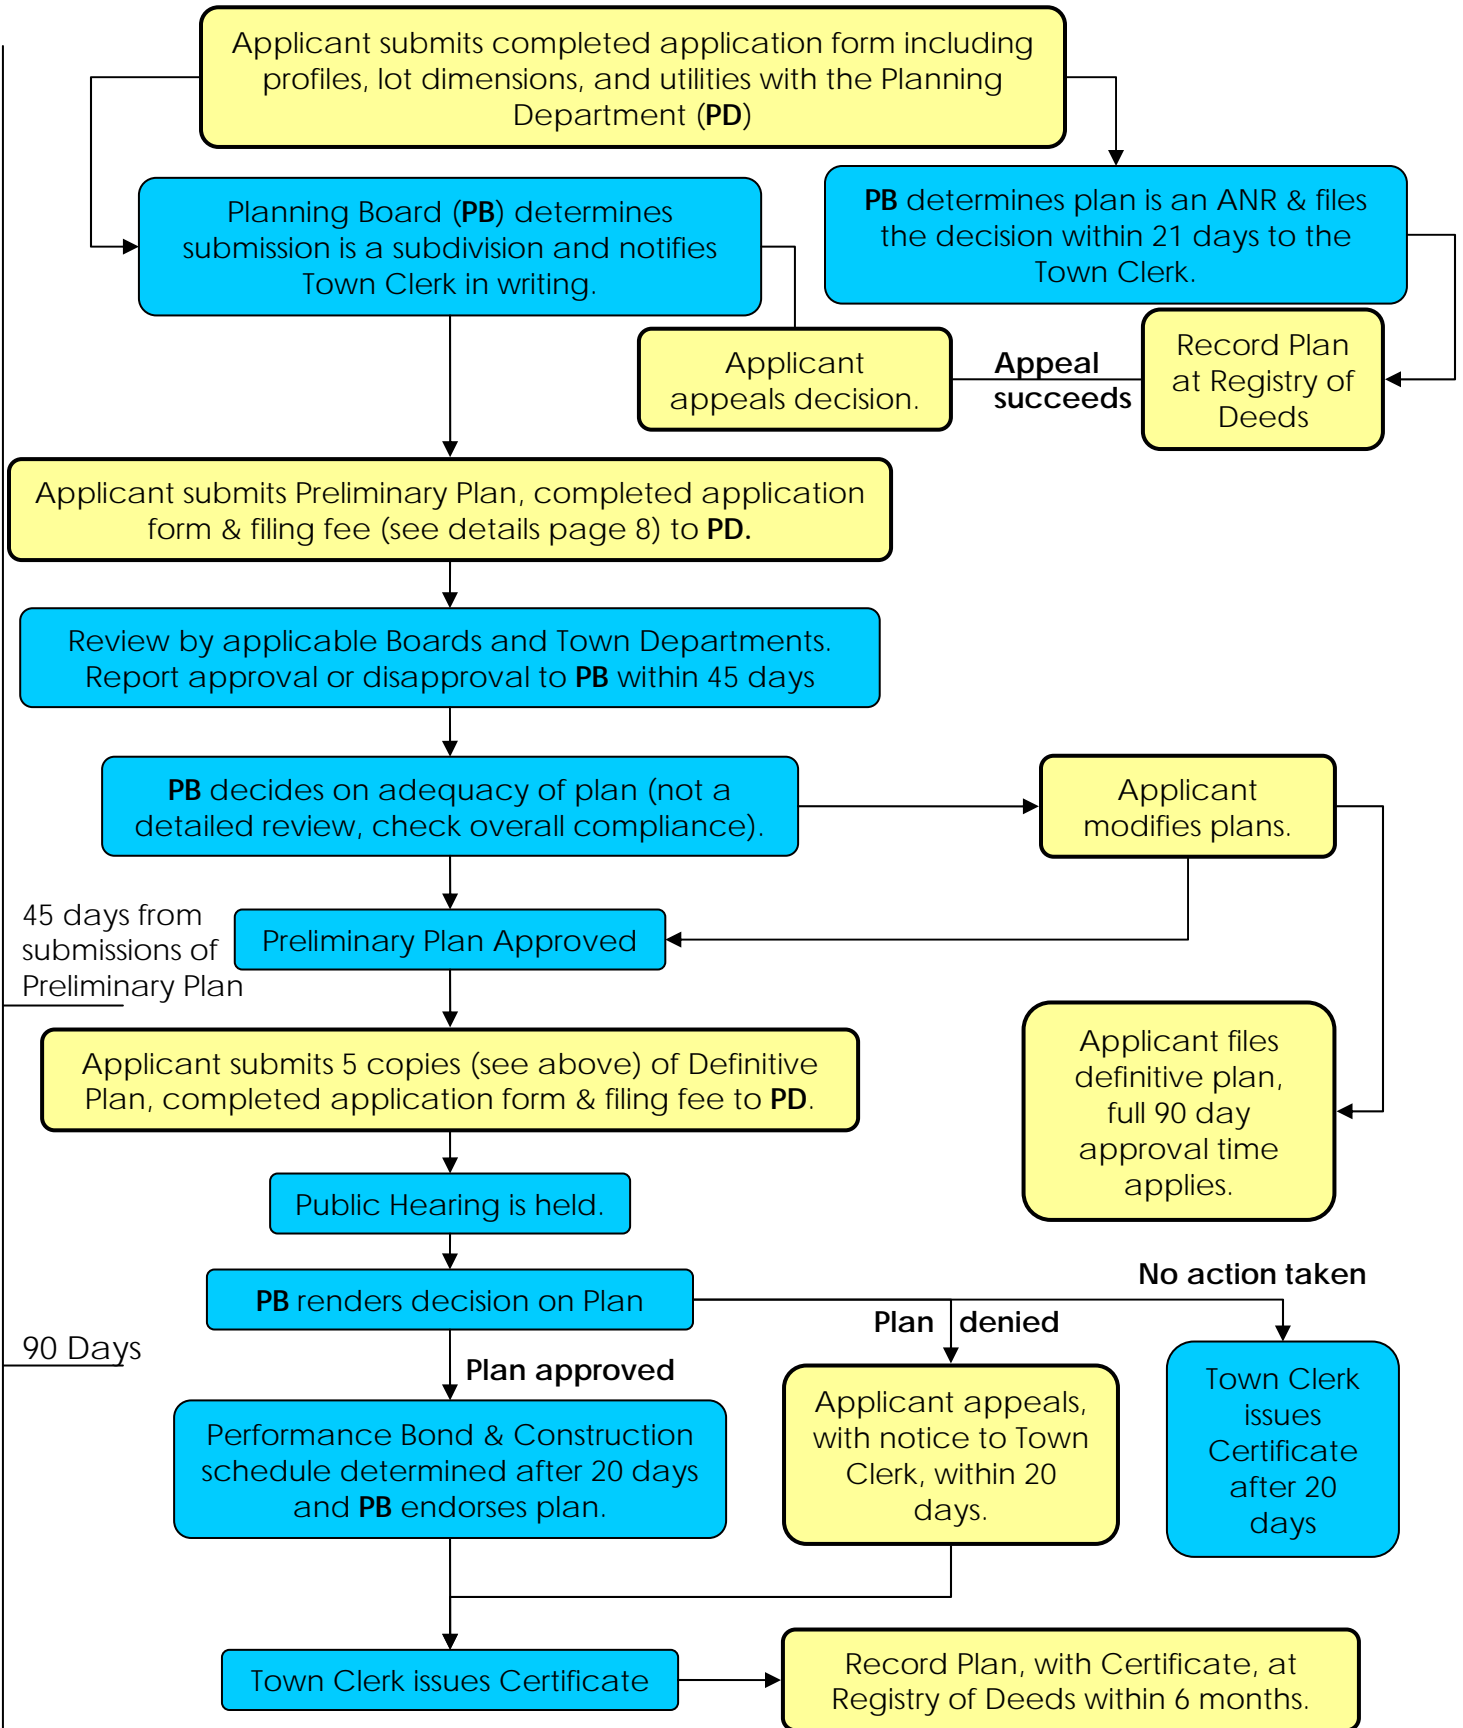 Applicant submits completed application form including
profiles, lot dimensions, and utilities with the Planning
Department (PD)
Planning Board (PB) determines
submission is a subdivision and notifies
Town Clerk in writing.
PB determines plan is an ANR & files
the decision within 21 days to the
Town Clerk.
Applicant
appeals decision.
Appeal
succeeds
Record Plan
at Registry of
Deeds
Applicant submits Preliminary Plan, completed application
form & filing fee (see details page 8) to PD.
Review by applicable Boards and Town Departments.
Report approval or disapproval to PB within 45 days
PB decides on adequacy of plan (not a
detailed review, check overall compliance).
Applicant
modifies plans.
45 days from
submissions of
Preliminary Plan
Preliminary Plan Approved
Applicant submits 5 copies (see above) of Definitive
Plan, completed application form & filing fee to PD.
Applicant files
definitive plan,
full 90 day
approval time
applies.
Public Hearing is held.
PB renders decision on Plan
No action taken
Plan denied
90 Days
Plan approved
Performance Bond & Construction
schedule determined after 20 days
and PB endorses plan.
Applicant appeals,
with notice to Town
Clerk, within 20
days.
Town Clerk
issues
Certificate
after 20
days
Town Clerk issues Certificate
Record Plan, with Certificate, at
Registry of Deeds within 6 months.